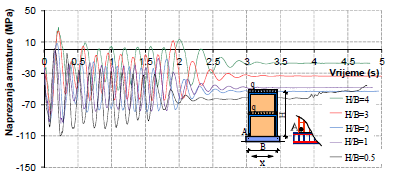 50
10
-30
-70
-110
-150
Naprezanja armature (MPa)
0 0.5 1 1.5 2 2.5 3 3.5 4 4.5 5
Vrijeme (s)
H/B=4
H/B=3
H/B=2
H/B=1
H/B=0.5
q
q
A
B
x
A